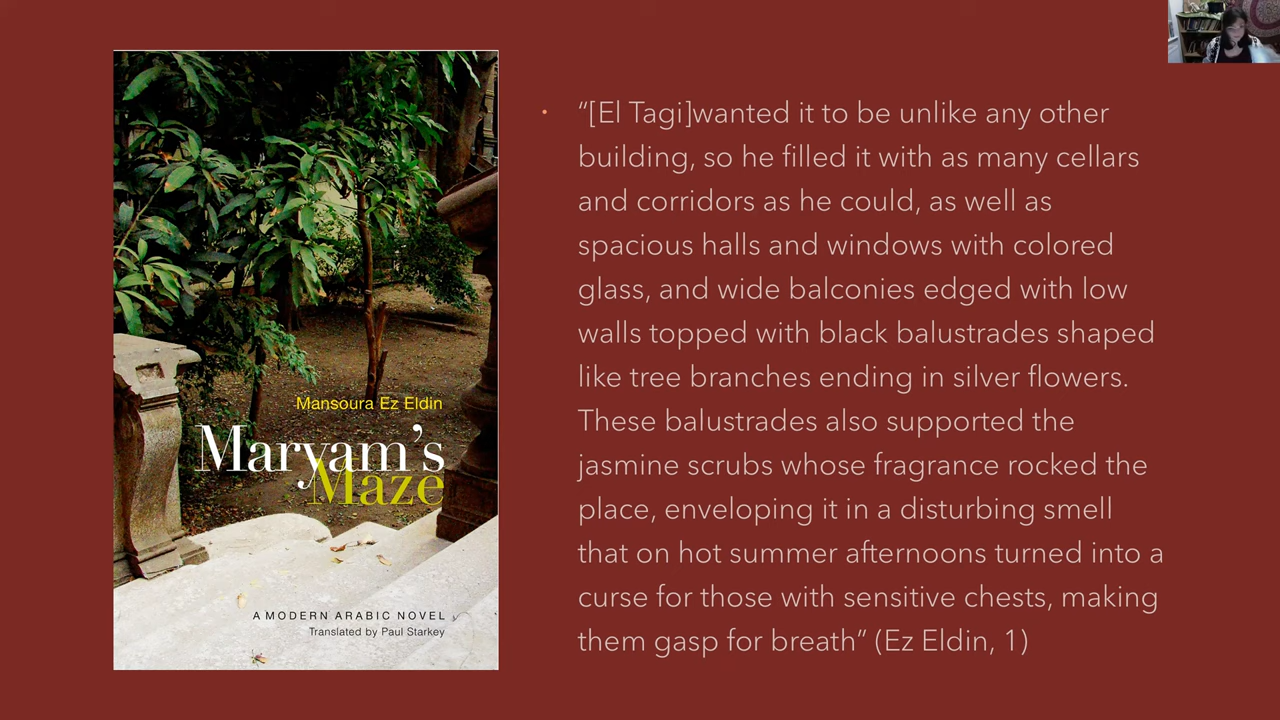 Mansoura Ez Eldin
Maryam's
Maze
A MODERN ARABIC NOVEL
Translated by Paul Starkey
• “[El Tagi]wanted it to be unlike any other
building, so he filled it with as many cellars
and corridors as he could, as well as
spacious halls and windows with colored
glass, and wide balconies edged with low
walls topped with black balustrades shaped
like tree branches ending in silver flowers.
These balustrades also supported the
jasmine scrubs whose fragrance rocked the
place, enveloping it in a disturbing smell
that on hot summer afternoons turned into a
curse for those with sensitive chests, making
them gasp for breath” (Ez Eldin, 1)